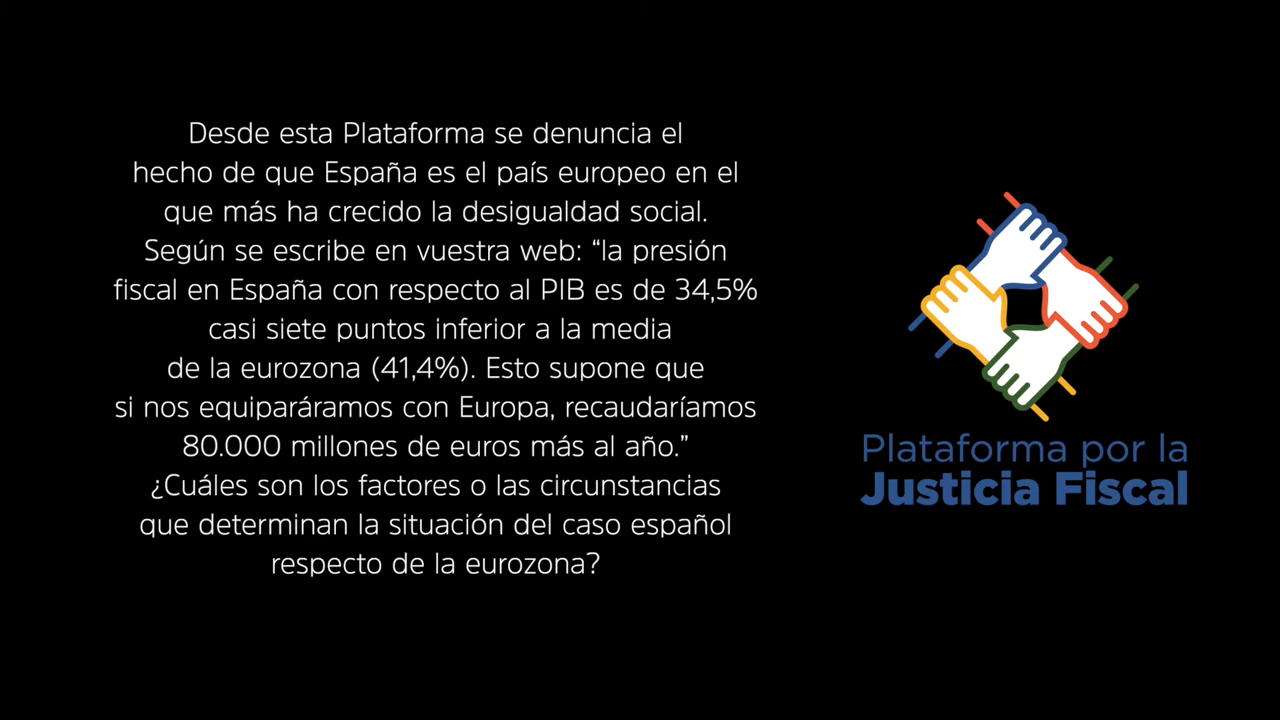 Desde esta Plataforma se denuncia el
hecho de que España es el país europeo en el
que más ha crecido la desigualdad social.
Según se escribe en vuestra web: “la presión
fiscal en España con respecto al PIB es de 34,5%
casi siete puntos inferior a la media
de la eurozona (41,4%). Esto supone que
si nos equiparáramos con Europa, recaudaríamos
80.000 millones de euros más al año.”
¿Cuáles son los factores o las circunstancias
que determinan la situación del caso español
respecto de la eurozona?
Plataforma por la
Justicia Fiscal